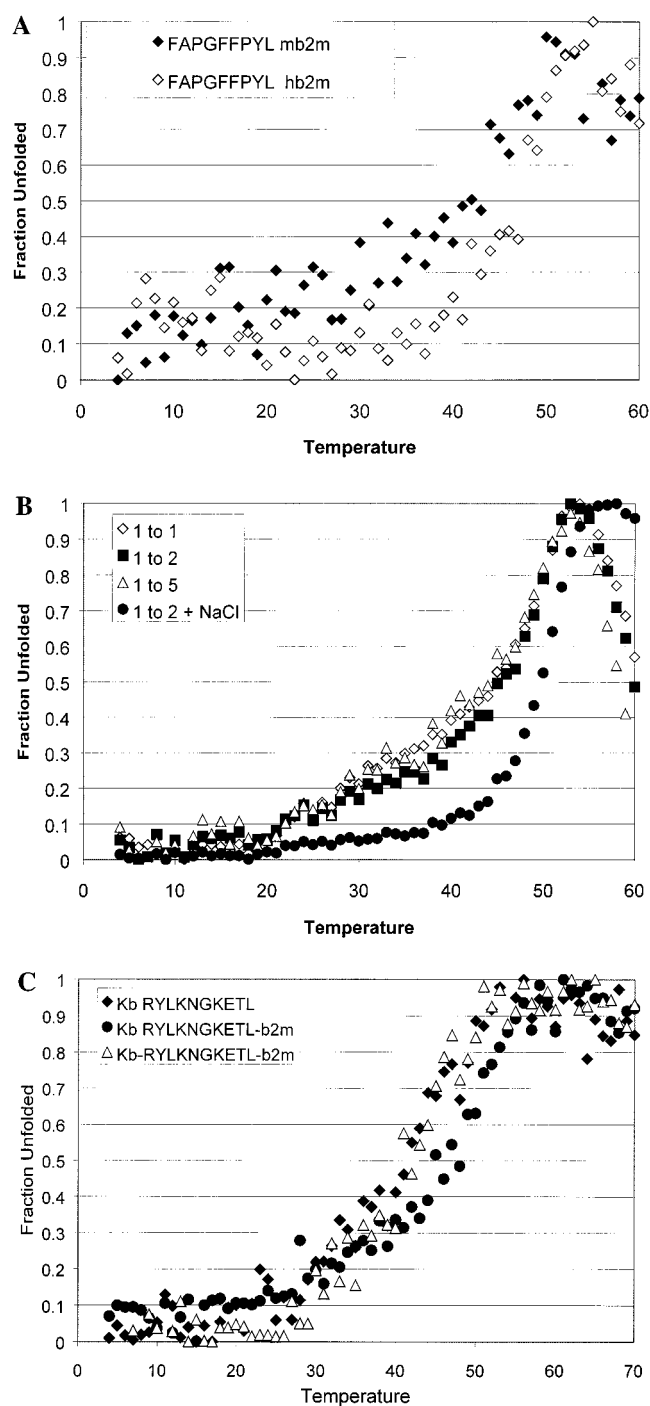 A
FAPGFFPYL mb2m
FAPGFFPYL hb2m
Fraction Unfolded
1
0.9
0.8
0.7
0.6
0.5
0.4
0.3
0.2
0.1
0
0 10 20 30 40 50 60
Temperature
B
1 to 1
1 to 2
1 to 5
1 to 2 + NaCl
Fraction Unfolded
1
0.9
0.8
0.7
0.6
0.5
0.4
0.3
0.2
0.1
0
0 10 20 30 40 50 60
Temperature
C
Kb RYLKNGKETL
Kb RYLKNGKETL-b2m
Kb-RYLKNGKETL-b2m
Fraction Unfolded
1
0.9
0.8
0.7
0.6
0.5
0.4
0.3
0.2
0.1
0
0 10 20 30 40 50 60 70
Temperature